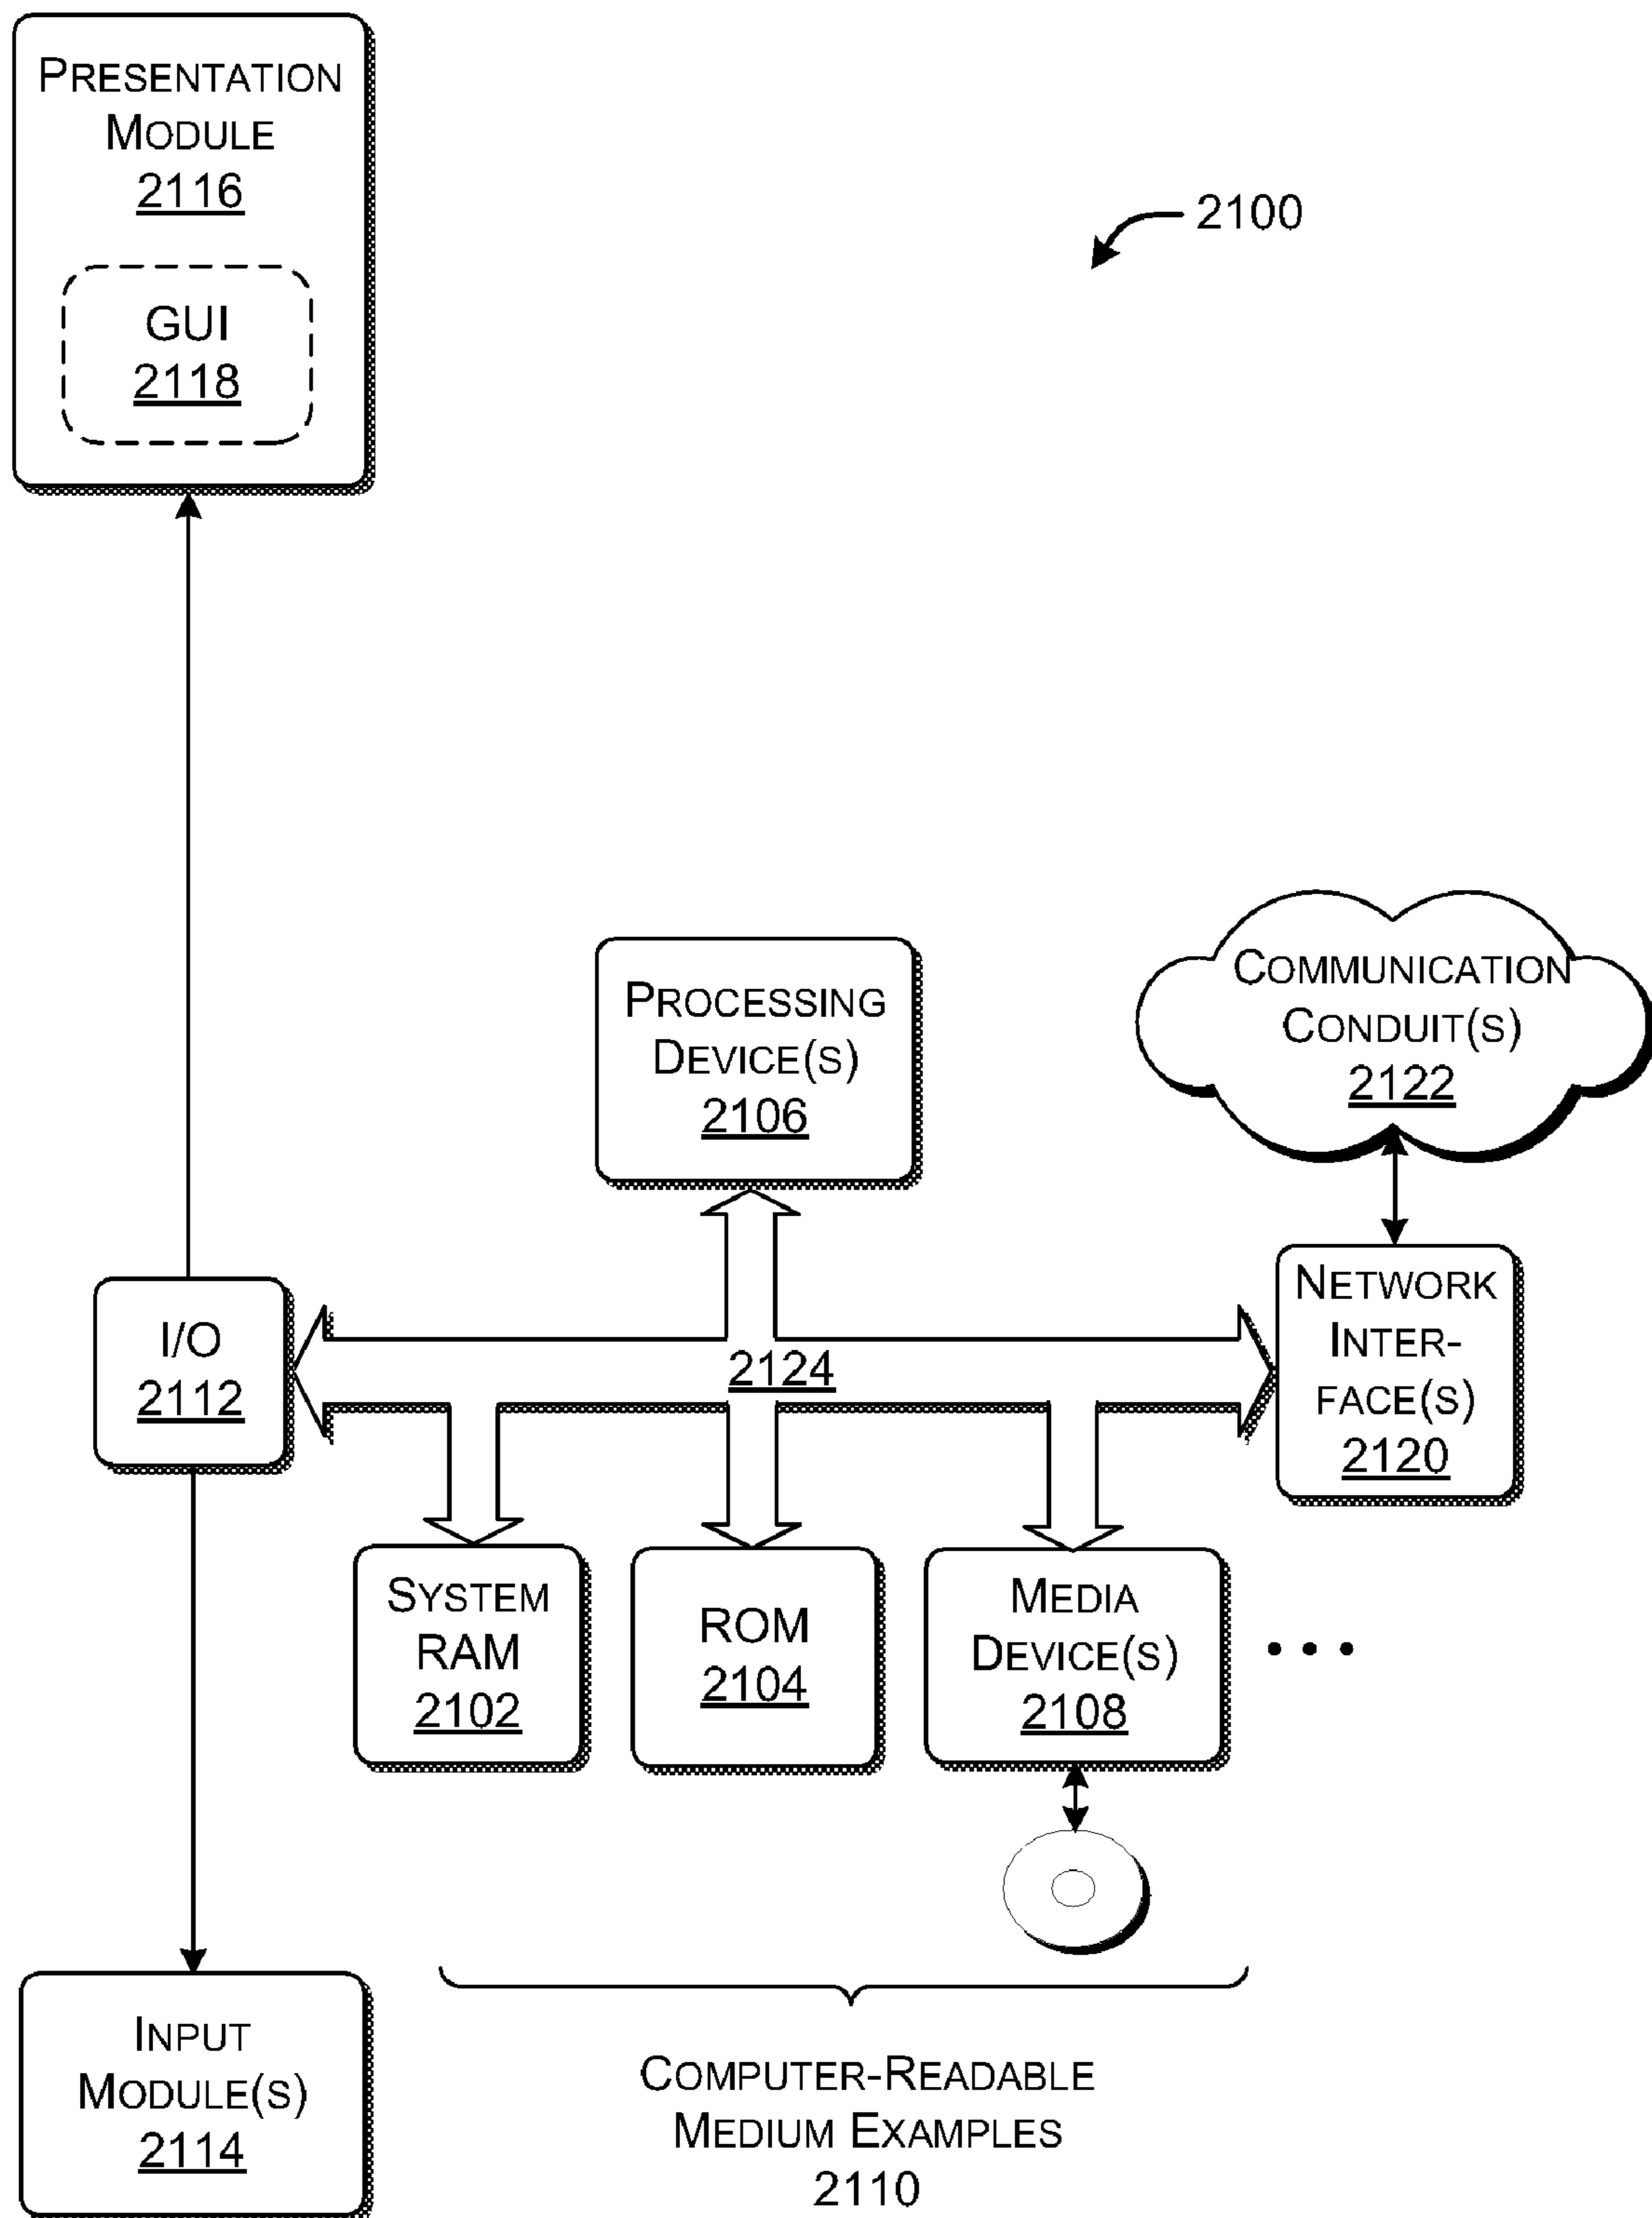 PRESENTATION
MODULE
2116
GUI
2118
2100
COMMUNICATION
CONDUIT(S)
2122
PROCESSING
DEVICE(S)
2106
NETWORK
INTER-
FACE(S)
2120
I/O
2112
2124
SYSTEM
RAM
2102
ROM
2104
MEDIA
DEVICE(S)
2108
• • •
INPUT
MODULE(S)
2114
COMPUTER-READABLE
MEDIUM EXAMPLES
2110